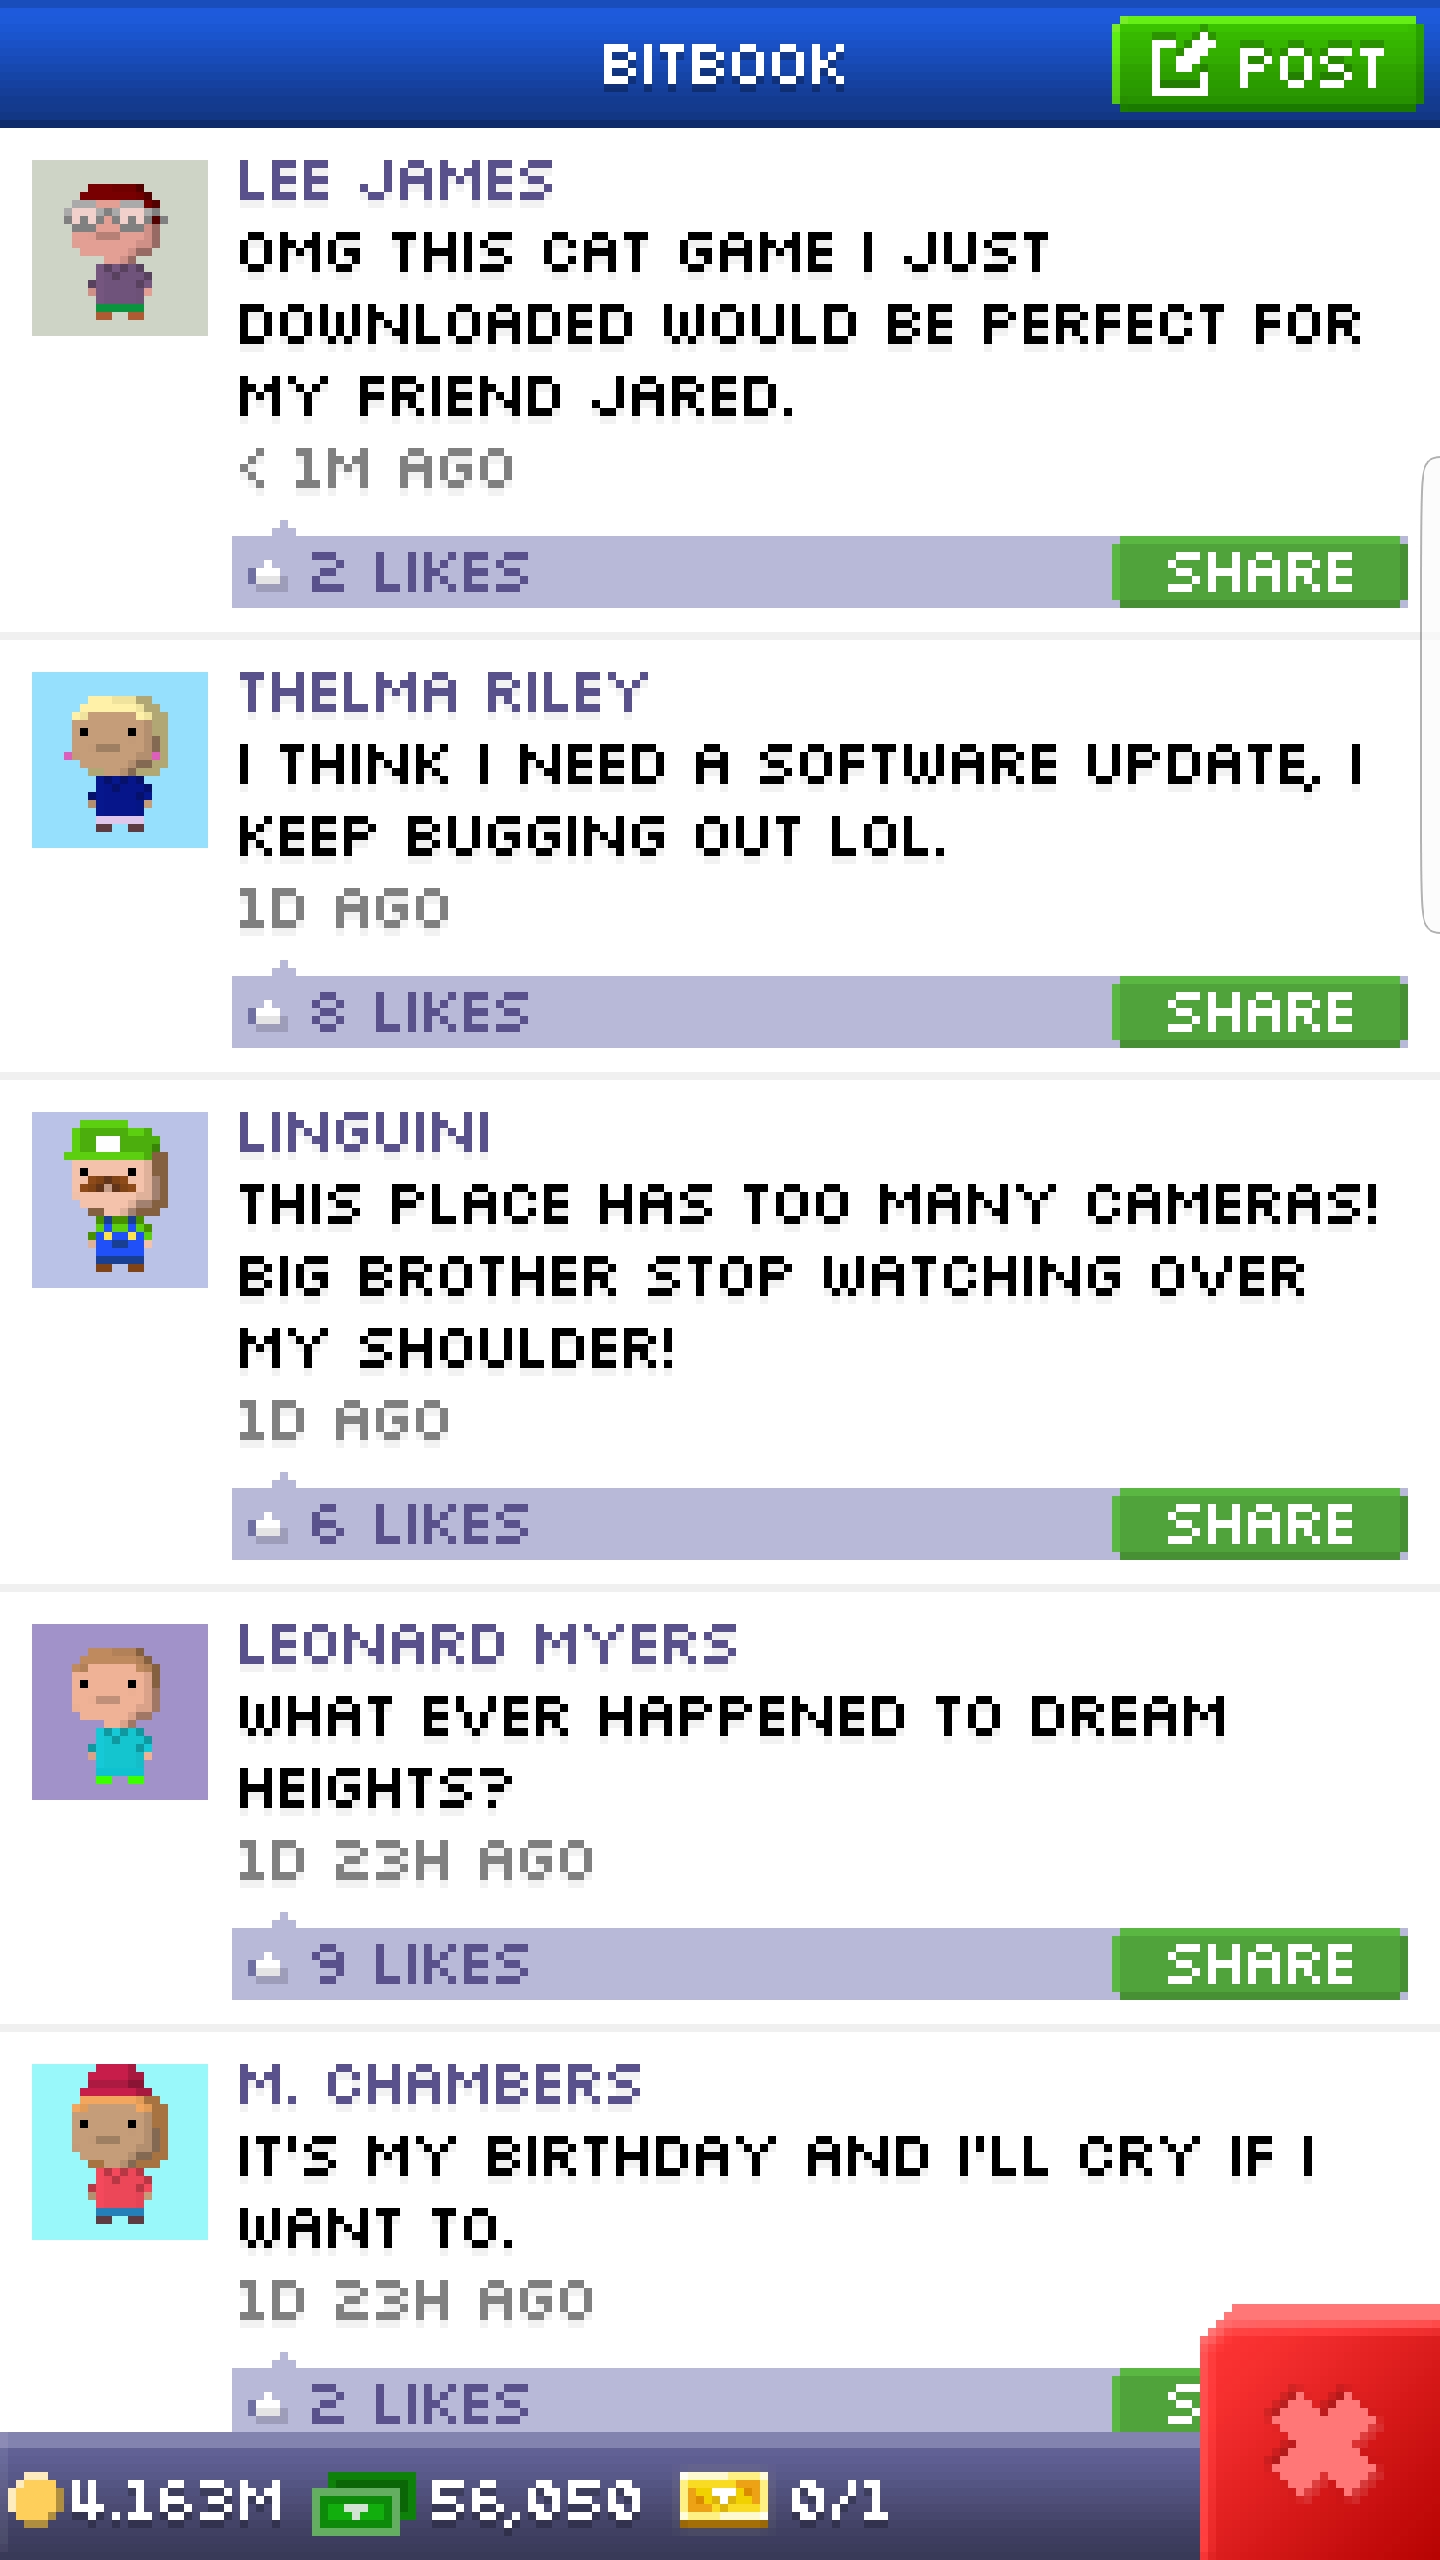 BITBOOK
POST
LEE JAMES
OMG THIS CAT GAME I JUST
DOWNLOADED WOULD BE PERFECT FOR
MY FRIEND JARED.
< 1M AGO
2 LIKES
SHARE
THELMA RILEY
I THINK I NEED A SOFTWARE UPDATE, I
KEEP BUGGING OUT LOL.
1D AGO
8 LIKES
SHARE
LINGUINI
THIS PLACE HAS TOO MANY CAMERAS!
BIG BROTHER STOP WATCHING OVER
MY SHOULDER!
1D AGO
6 LIKES
SHARE
LEONARD MYERS
WHAT EVER HAPPENED TO DREAM
HEIGHTS?
1D 23H AGO
9 LIKES
SHARE
M. CHAMBERS
IT'S MY BIRTHDAY AND I'LL CRY IF I
WANT TO.
1D 23H AGO
2 LIKES
S
4.163M
56,050
0/1